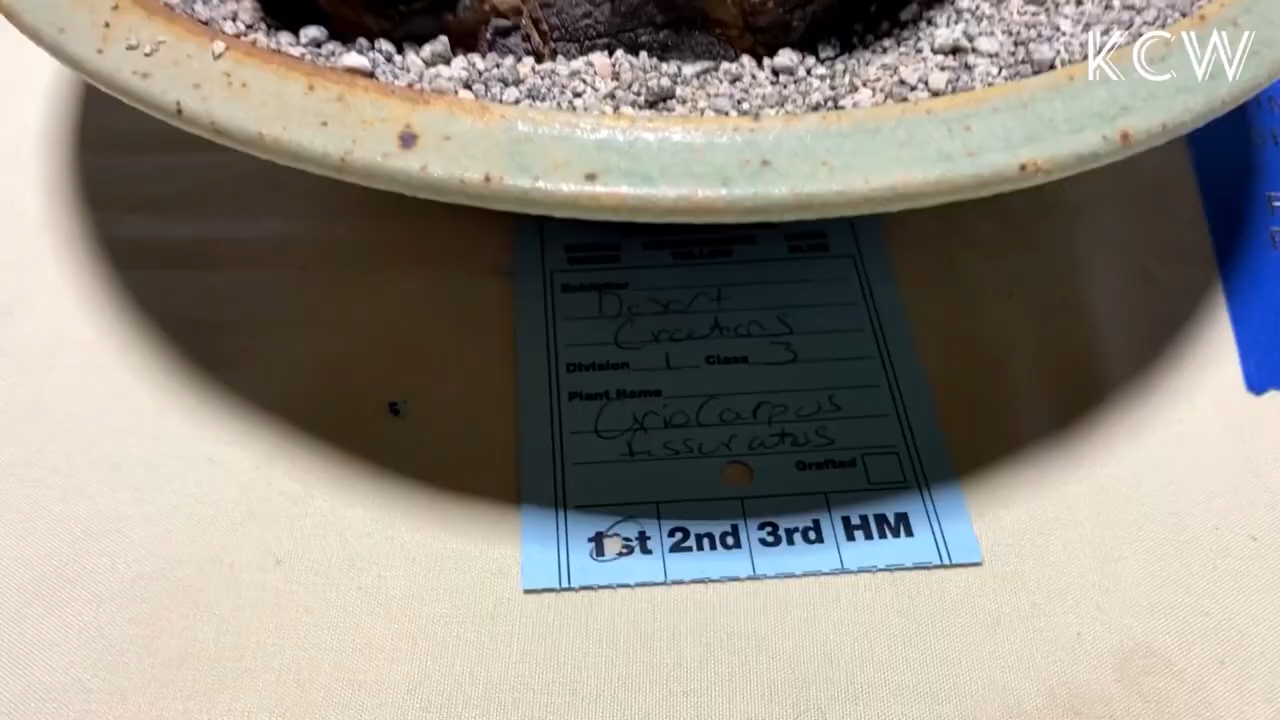 KCW
Exhibitor
Desert
Creations
Division 1 Class 3
Plant Name
Ariocarpus
fissuratus
Grafted
1st 2nd 3rd HM